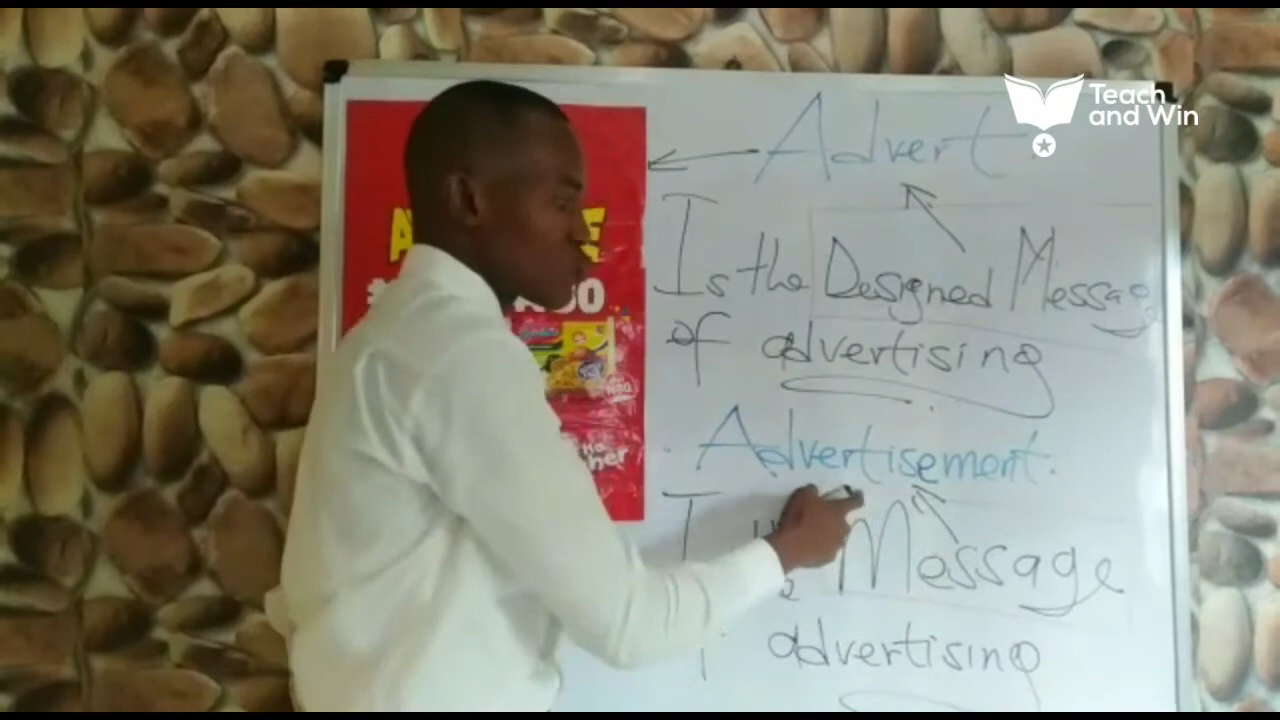 Teach
and Win
Advert.
Is the Designed Message
of advertising
Advertisement.
Message
advertising